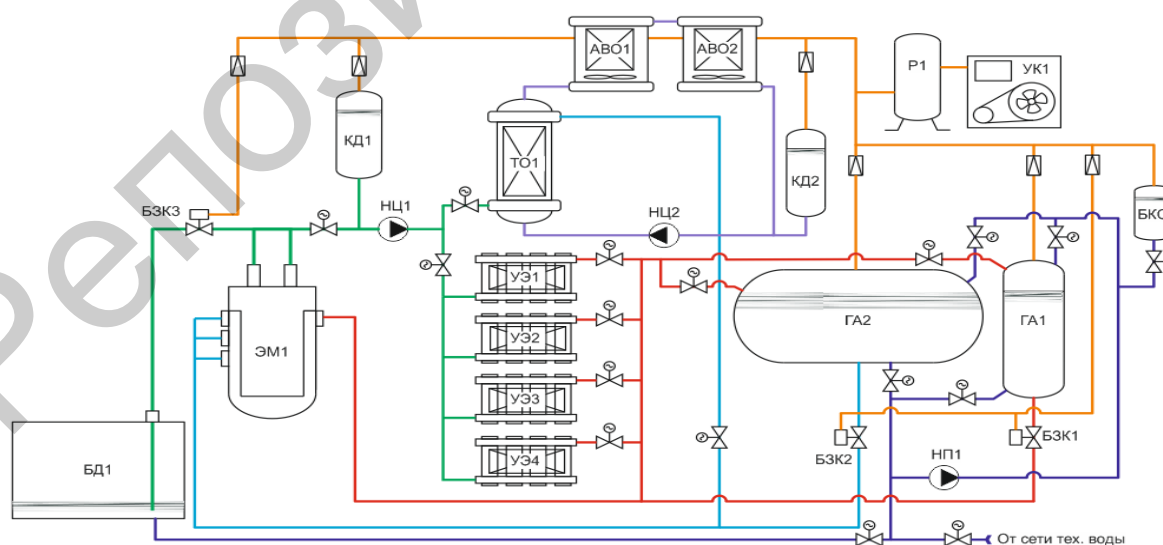 Репози
АВО1
АВО2
Р1
УК1
КД1
ТО1
КД2
БЗК3
НЦ1
НЦ2
БКС
УЭ1
УЭ2
УЭ3
УЭ4
ЭМ1
ГА2
ГА1
БЗК2
БЗК1
БД1
НП1
От сети тех. воды